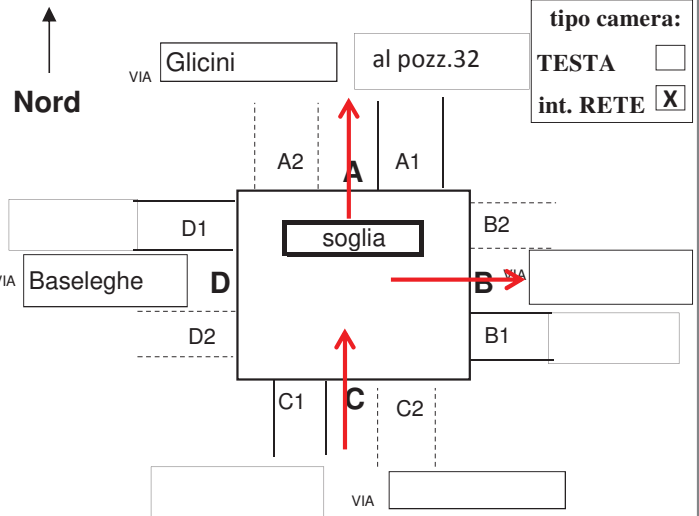 tipo camera:
TESTA
int. RETE X
Nord
VIA Glicini
al pozz.32
A2
A
A1
D1
soglia
B2
VIA Baseleghe
D
B
VIA
D2
B1
C1
C
C2
VIA